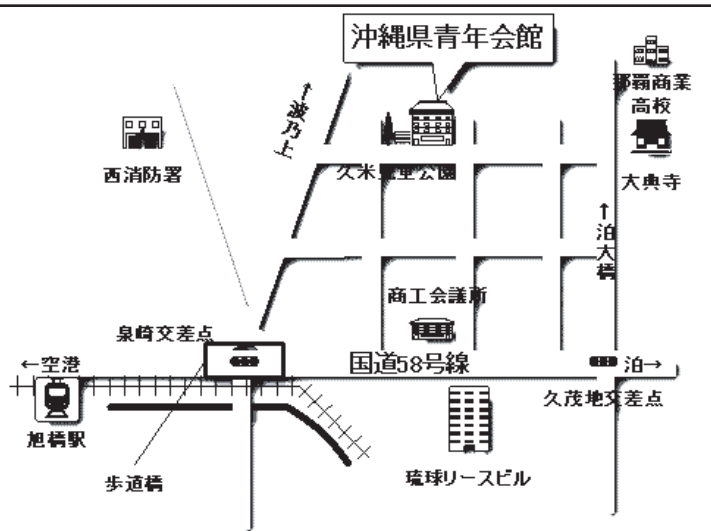 沖縄県青年会館
那覇商業
高校
↑波乃上
西消防署
久米児童公園
大典寺
↑泊大橋
商工会議所
泉崎交差点
←空港
国道58号線
泊→
久茂地交差点
旭橋駅
歩道橋
琉球リースビル